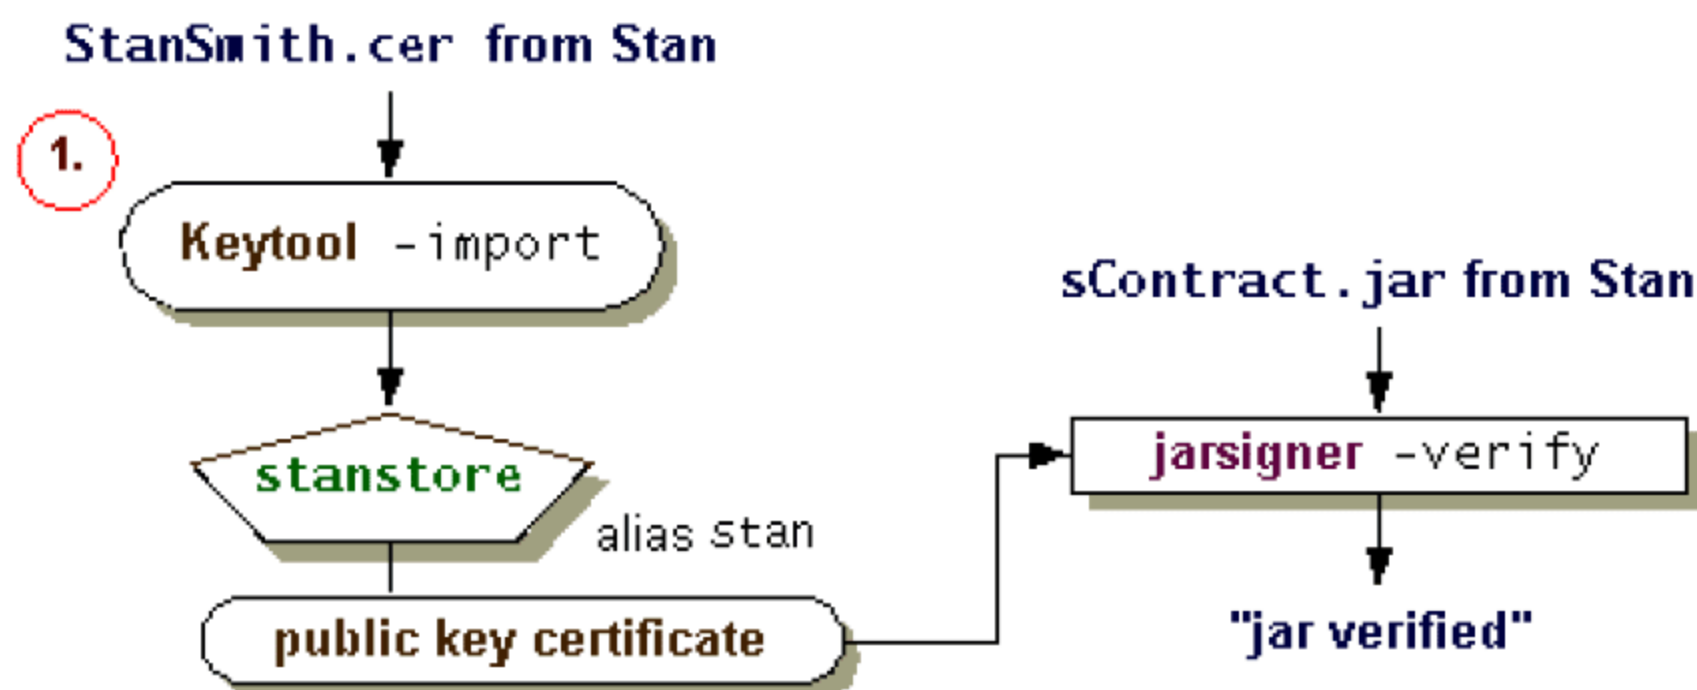 StanSmith.cer from Stan
1.
Keytool -import
sContract.jar from Stan
jarsigner -verify
stanstore
alias stan
"jar verified"
public key certificate